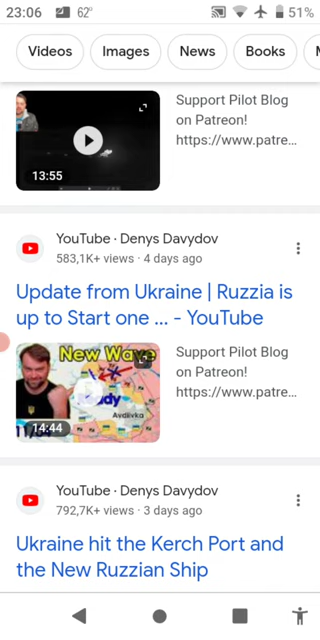 23:06 62° 51%
Videos Images News Books
13:55
Support Pilot Blog
on Patreon!
https://www.patre...
YouTube · Denys Davydov
583,1K+ views · 4 days ago
Update from Ukraine | Ruzzia is
up to Start one ... - YouTube
New Wave
Avdiivka
14:44
Support Pilot Blog
on Patreon!
https://www.patre...
YouTube · Denys Davydov
792,7K+ views · 3 days ago
Ukraine hit the Kerch Port and
the New Ruzzian Ship